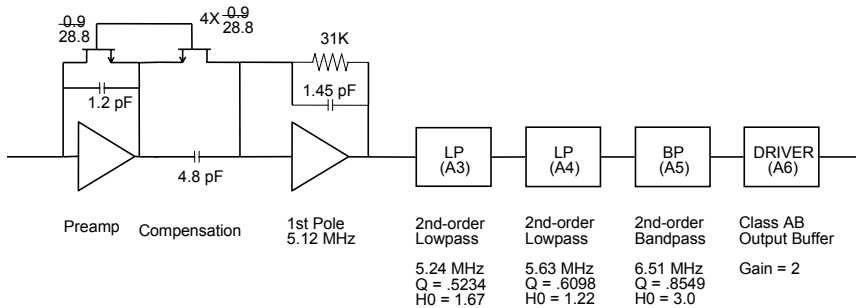 0.9
28.8
4X 0.9
28.8
31K
1.2 pF
1.45 pF
4.8 pF
LP
(A3)
LP
(A4)
BP
(A5)
DRIVER
(A6)
Preamp
Compensation
1st Pole
5.12 MHz
2nd-order
Lowpass
5.24 MHz
Q = .5234
H0 = 1.67
2nd-order
Lowpass
5.63 MHz
Q = .6098
H0 = 1.22
2nd-order
Bandpass
6.51 MHz
Q = .8549
H0 = 3.0
Class AB
Output Buffer
Gain = 2